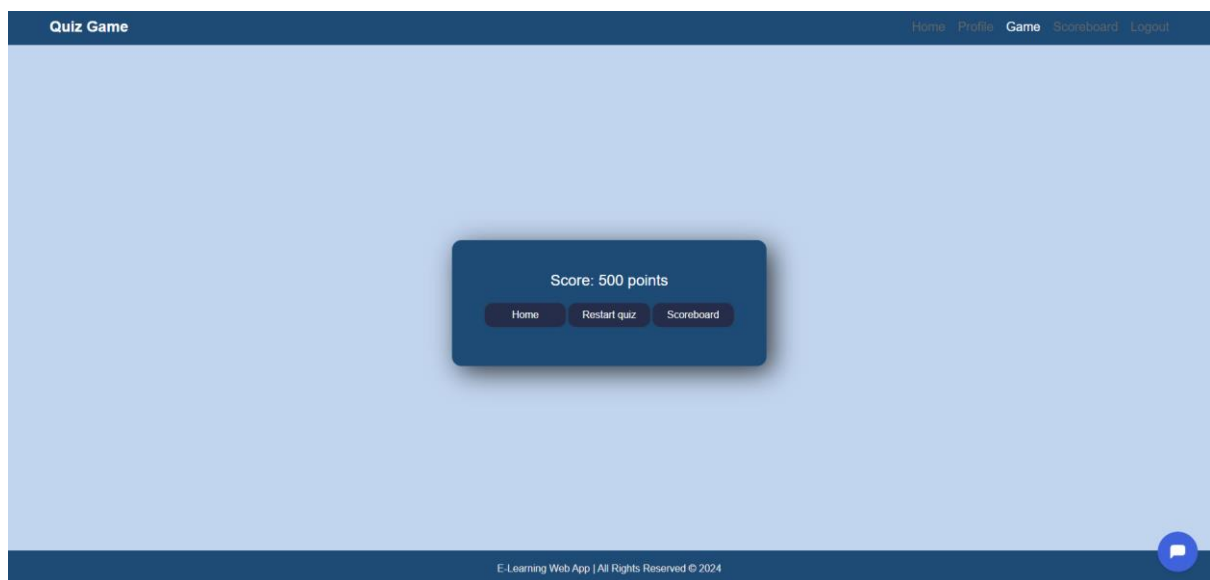 Quiz Game
Home Profile Game Scoreboard Logout
Score: 500 points
Home Restart quiz Scoreboard
E-Learning Web App | All Rights Reserved © 2024